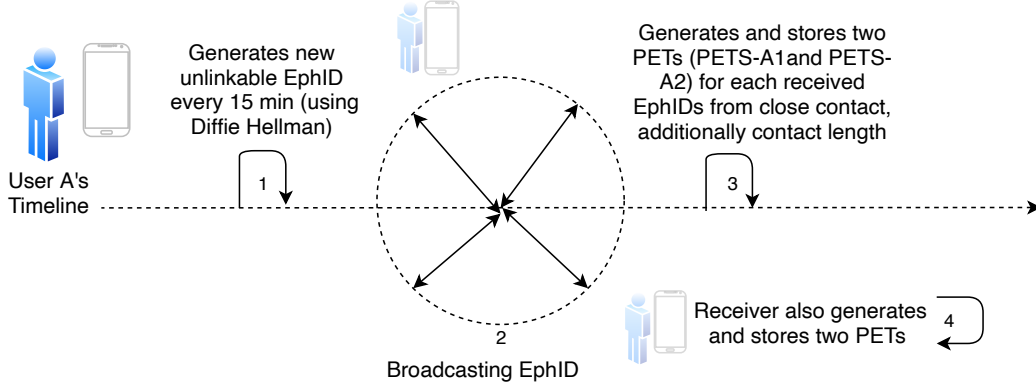 Generates new
unlinkable EphID
every 15 min (using
Diffie Hellman)
Generates and stores two
PETs (PETS-A1and PETS-
A2) for each received
EphIDs from close contact,
additionally contact length
User A's
Timeline
1
3
2
Broadcasting EphID
Receiver also generates
and stores two PETs
4